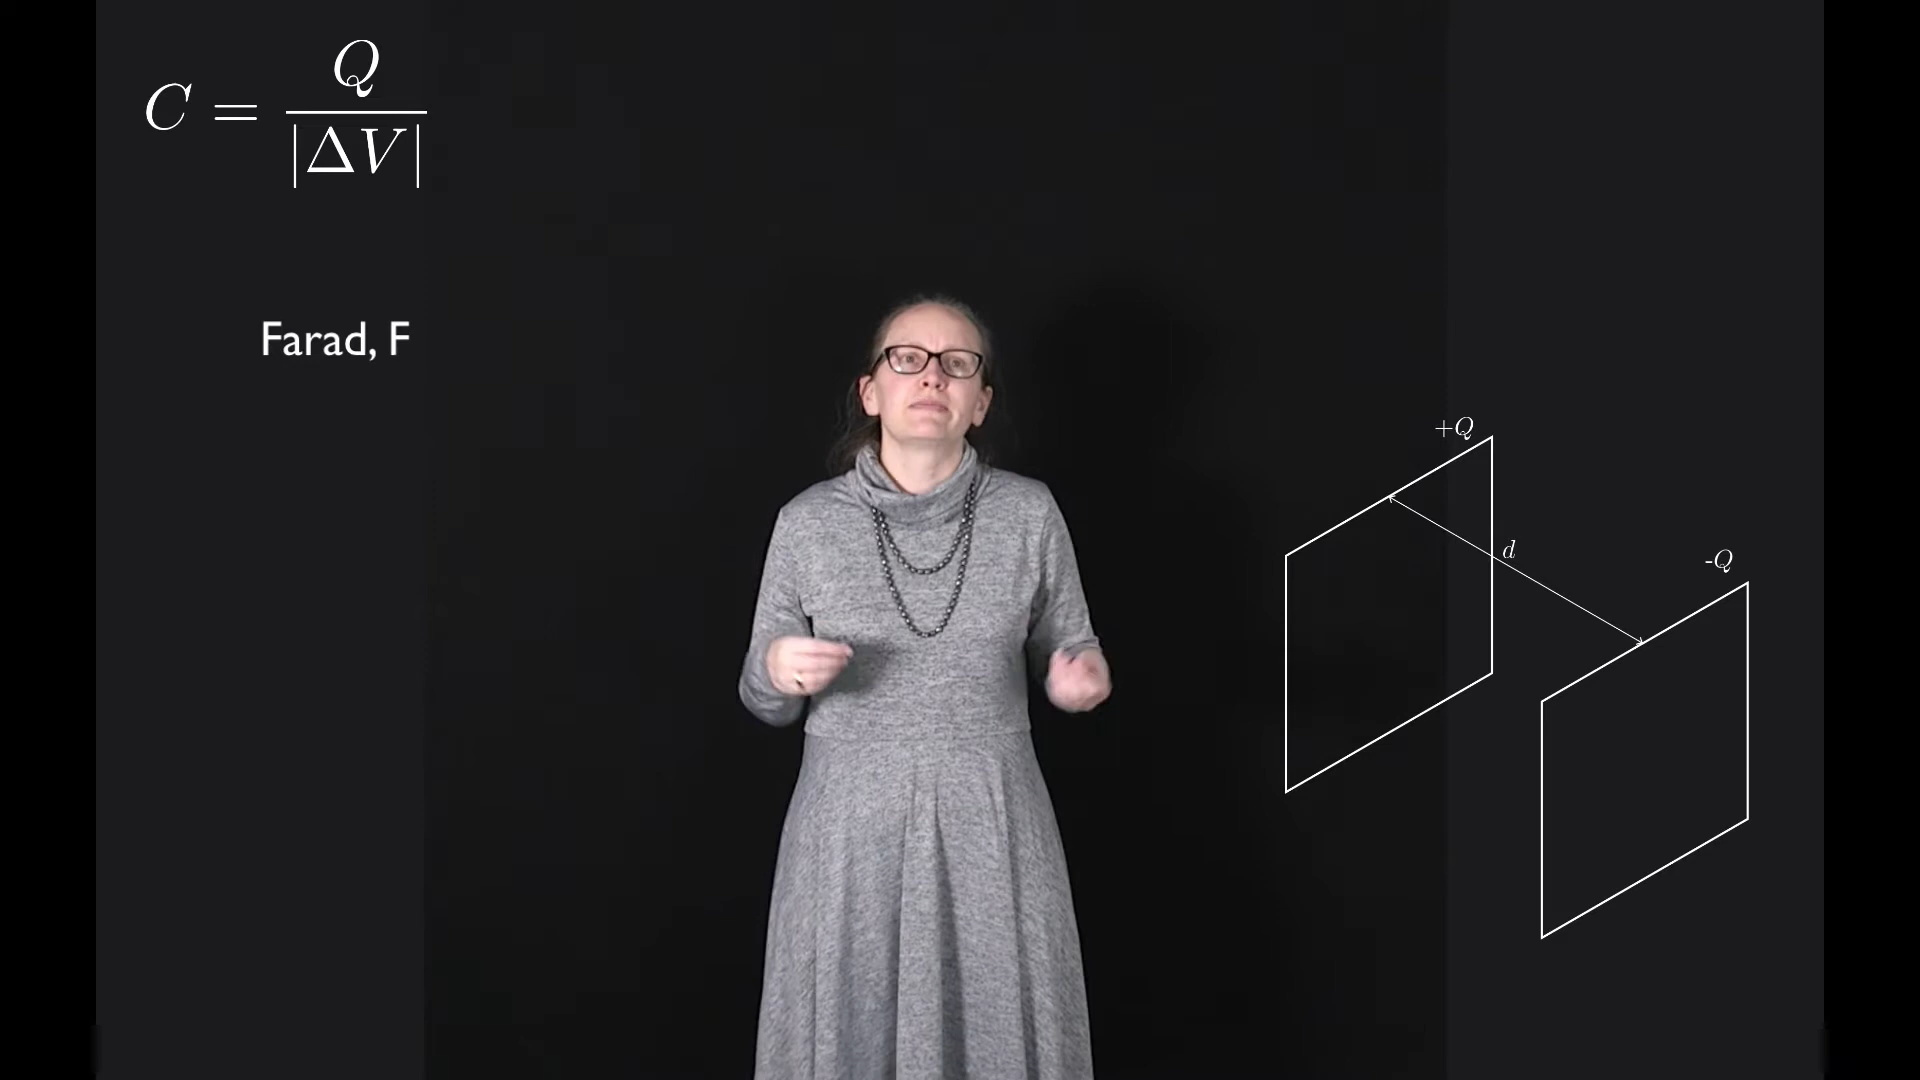 C = Q / |ΔV|
Farad, F
+Q
d
-Q